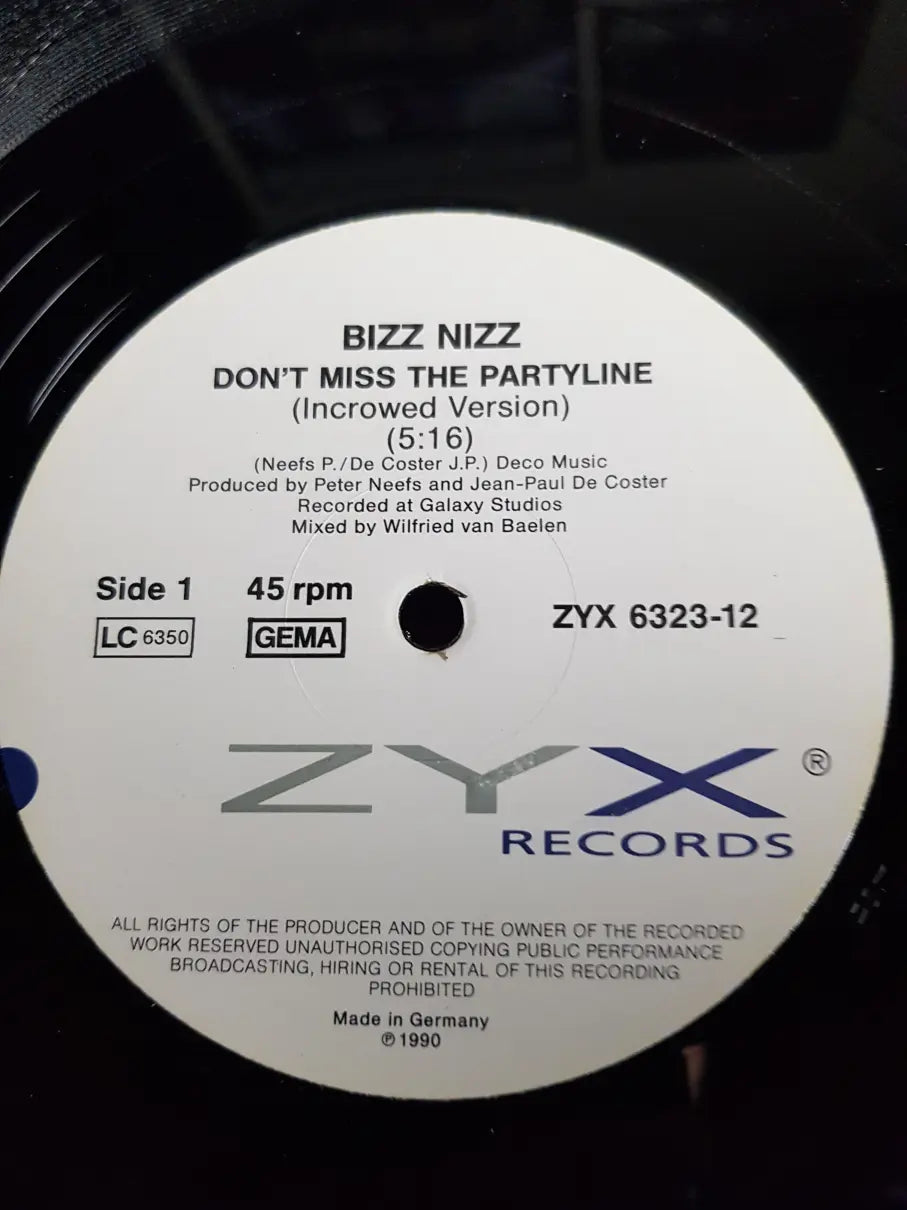 BIZZ NIZZ
DON'T MISS THE PARTYLINE
(Incrowed Version)
(5:16)
(Neefs P./De Coster J.P.) Deco Music
Produced by Peter Neefs and Jean-Paul De Coster
Recorded at Galaxy Studios
Mixed by Wilfried van Baelen
Side 1 45 rpm
LC 6350 GEMA ZYX 6323-12
ZYX ®
RECORDS
ALL RIGHTS OF THE PRODUCER AND OF THE OWNER OF THE RECORDED
WORK RESERVED UNAUTHORISED COPYING PUBLIC PERFORMANCE
BROADCASTING, HIRING OR RENTAL OF THIS RECORDING
PROHIBITED
Made in Germany
℗ 1990